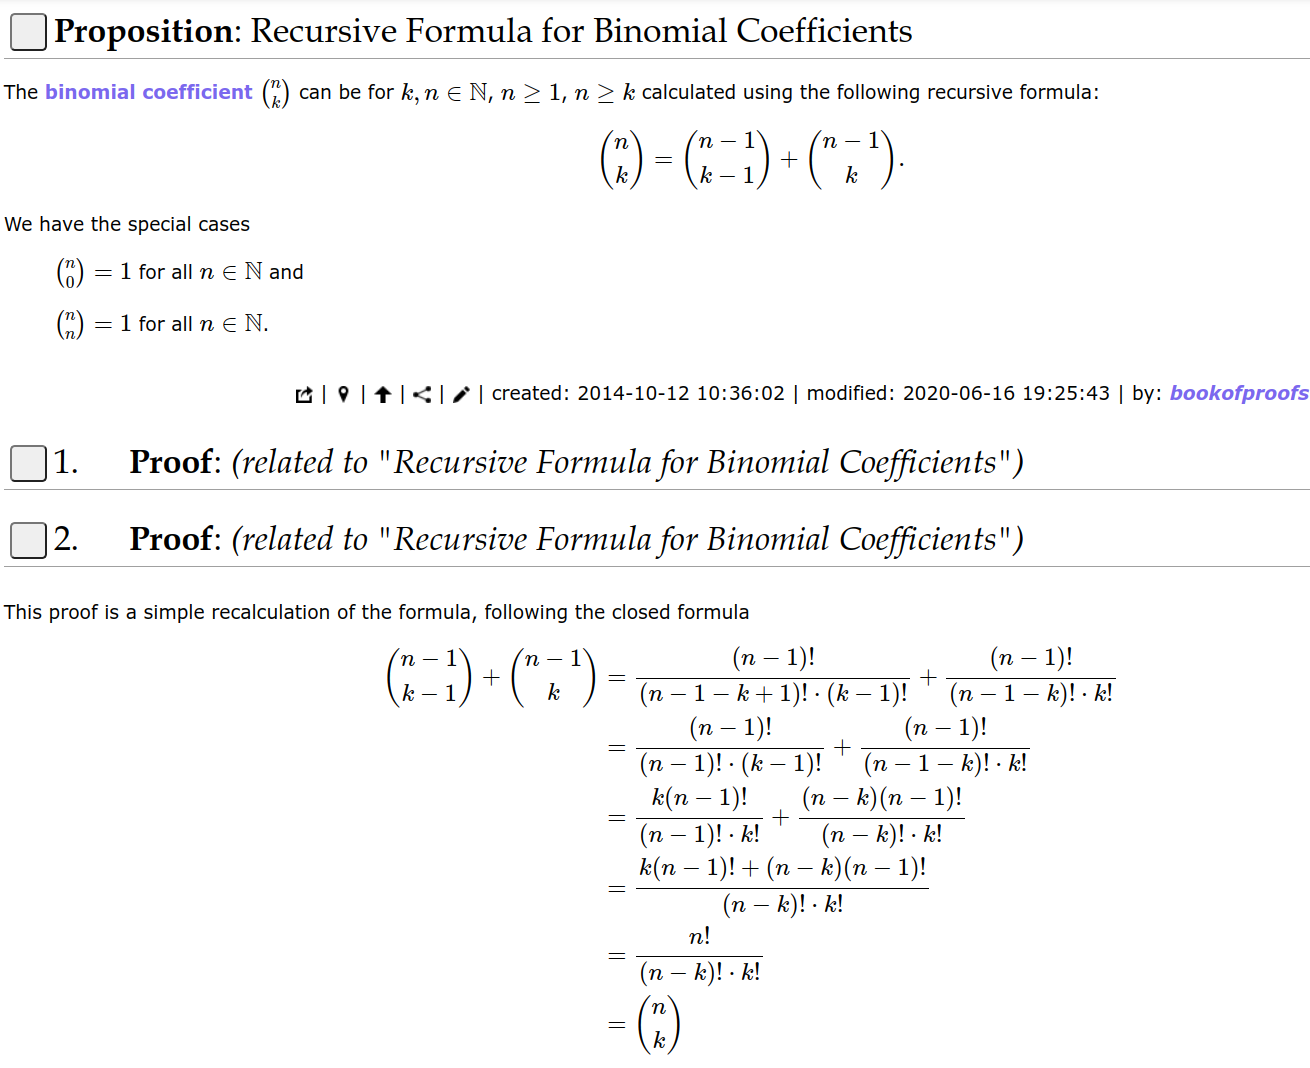 Proposition: Recursive Formula for Binomial Coefficients
The binomial coefficient $\binom{n}{k}$ can be for $k, n \in \mathbb{N}, n \geq 1, n \geq k$ calculated using the following recursive formula:
$\binom{n}{k} = \binom{n-1}{k-1} + \binom{n-1}{k}.$
We have the special cases
$\binom{n}{0} = 1$ for all $n \in \mathbb{N}$ and
$\binom{n}{n} = 1$ for all $n \in \mathbb{N}$.
| | | | | created: 2014-10-12 10:36:02 | modified: 2020-06-16 19:25:43 | by: bookofproofs
1. Proof: (related to "Recursive Formula for Binomial Coefficients")
2. Proof: (related to "Recursive Formula for Binomial Coefficients")
This proof is a simple recalculation of the formula, following the closed formula
$\binom{n-1}{k-1} + \binom{n-1}{k} = \frac{(n-1)!}{(n-1-k+1)! \cdot (k-1)!} + \frac{(n-1)!}{(n-1-k)! \cdot k!}$
$= \frac{(n-1)!}{(n-1)! \cdot (k-1)!} + \frac{(n-1)!}{(n-1-k)! \cdot k!}$
$= \frac{k(n-1)!}{(n-1)! \cdot k!} + \frac{(n-k)(n-1)!}{(n-k)! \cdot k!}$
$= \frac{k(n-1)! + (n-k)(n-1)!}{(n-k)! \cdot k!}$
$= \frac{n!}{(n-k)! \cdot k!}$
$= \binom{n}{k}$